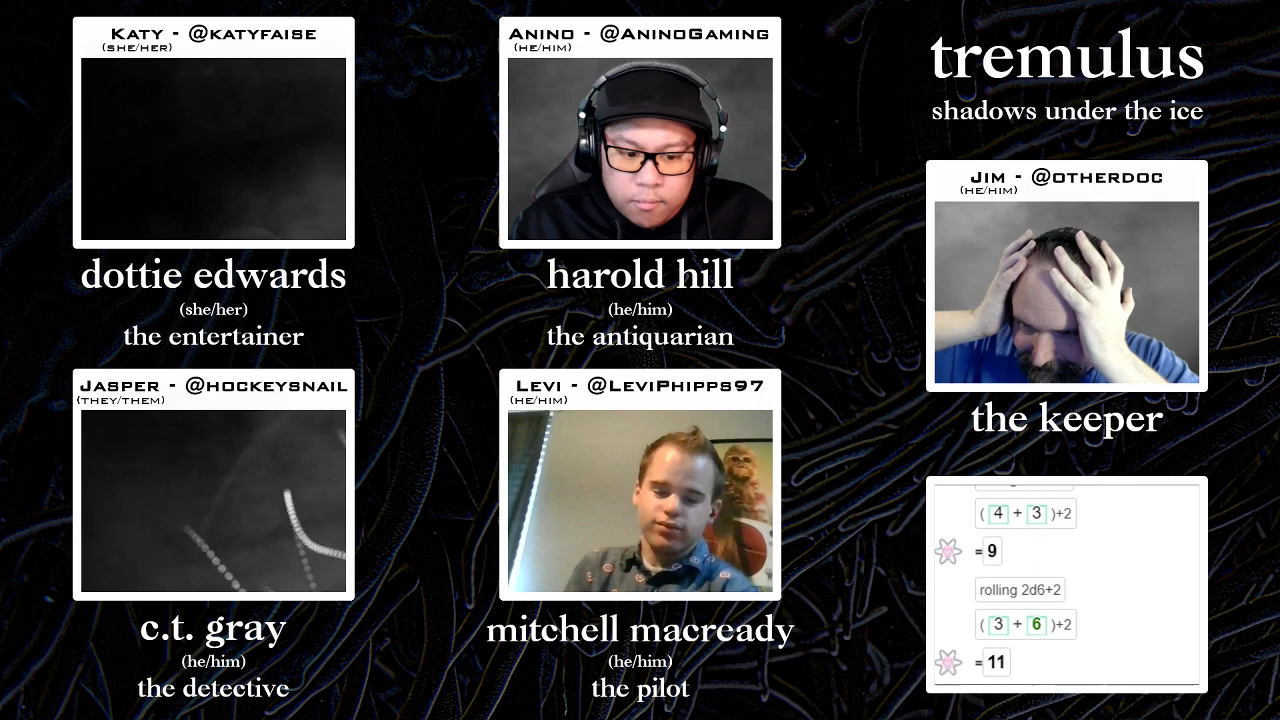 KATY - @KATYFAISE
(SHE/HER)
dottie edwards
(she/her)
the entertainer
ANINO - @ANINOGAMING
(HE/HIM)
harold hill
(he/him)
the antiquarian
tremulus
shadows under the ice
JIM - @OTHERDOC
(HE/HIM)
the keeper
JASPER - @HOCKEYSNAIL
(THEY/THEM)
c.t. gray
(he/him)
the detective
LEVI - @LEVIPHIPPS97
(HE/HIM)
mitchell macready
(he/him)
the pilot
( 4 + 3 )+2
= 9
rolling 2d6+2
( 3 + 6 )+2
= 11